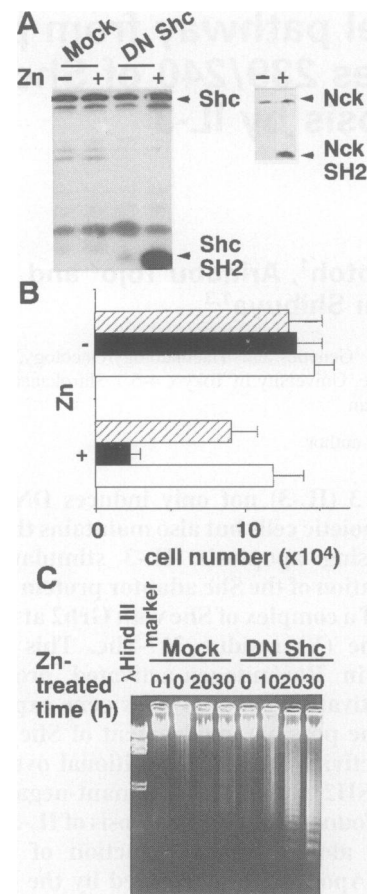 A
Mock DN Shc
Zn − + − + − +
Shc Nck
Nck SH2
Shc SH2
B
-
Zn
+
0 10
cell number (x10⁴)
C
λHind III marker
Mock DN Shc
Zn-treated time (h) 0 10 20 30 0 10 20 30